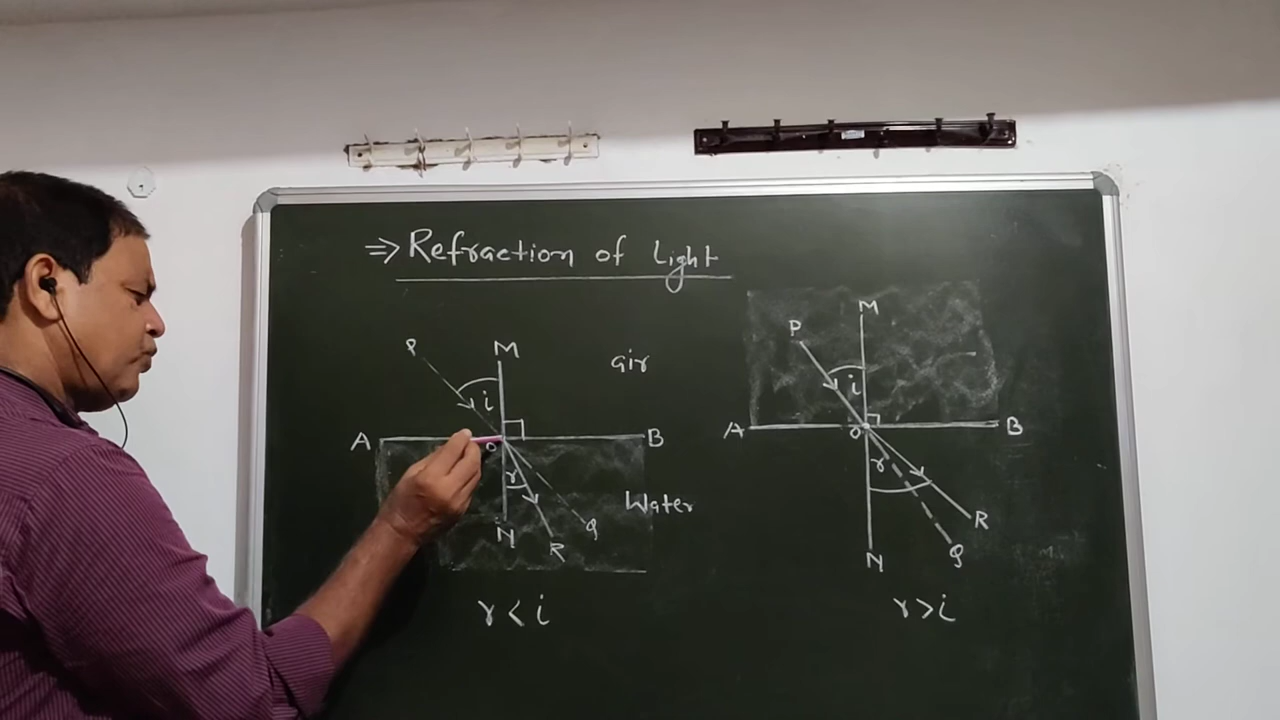 ⇒ Refraction of Light
P M
air
i
A O B
r
Water
N R Q
r < i
M
P
i
A O B
r
R
N Q
r > i